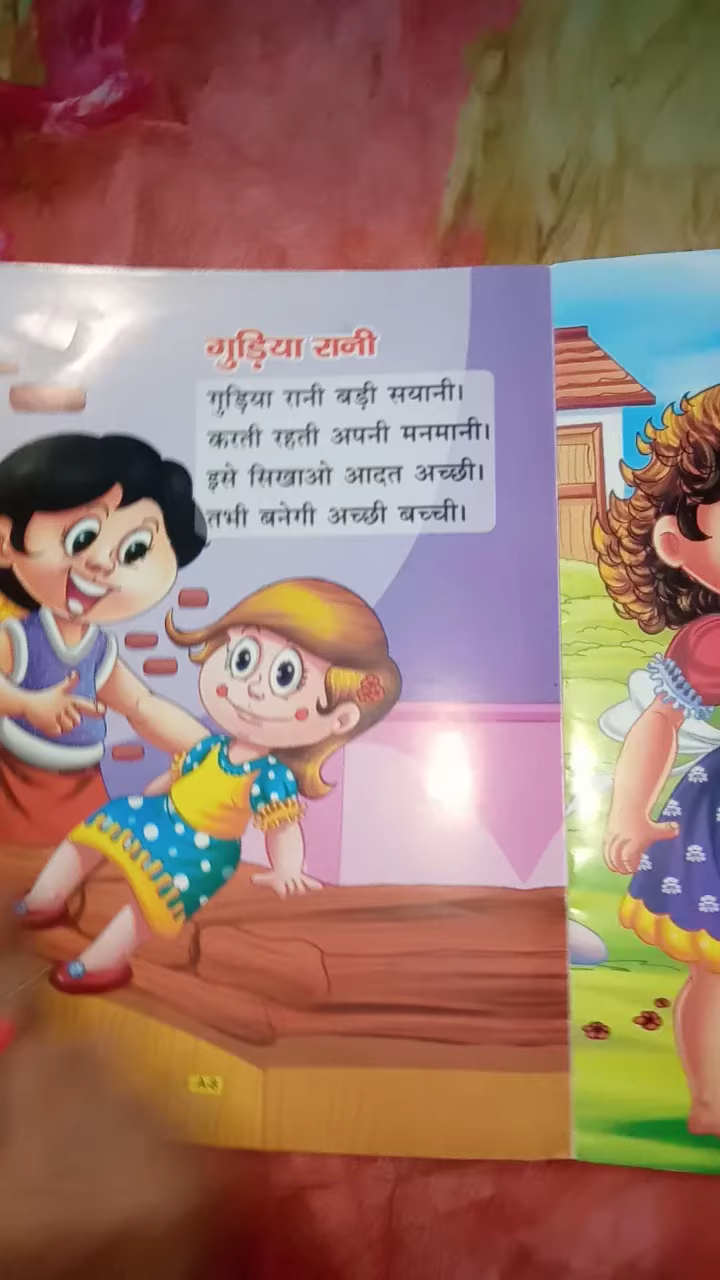 गुड़िया रानी
गुड़िया रानी बड़ी सयानी।
करती रहती अपनी मनमानी।
इसे सिखाओ आदत अच्छी।
तभी बनेगी अच्छी बच्ची।